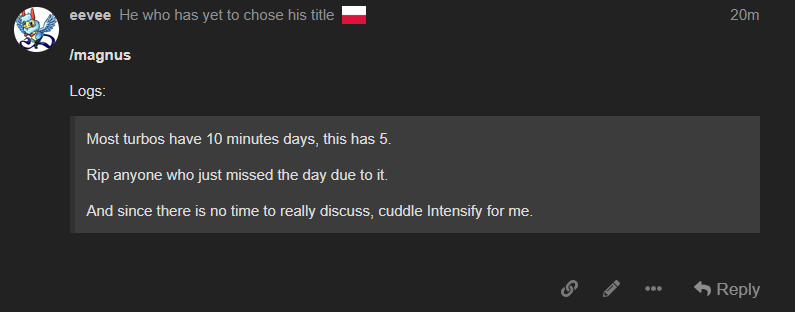 eevee He who has yet to chose his title 20m
/magnus
Logs:
Most turbos have 10 minutes days, this has 5.
Rip anyone who just missed the day due to it.
And since there is no time to really discuss, cuddle Intensify for me.
Reply